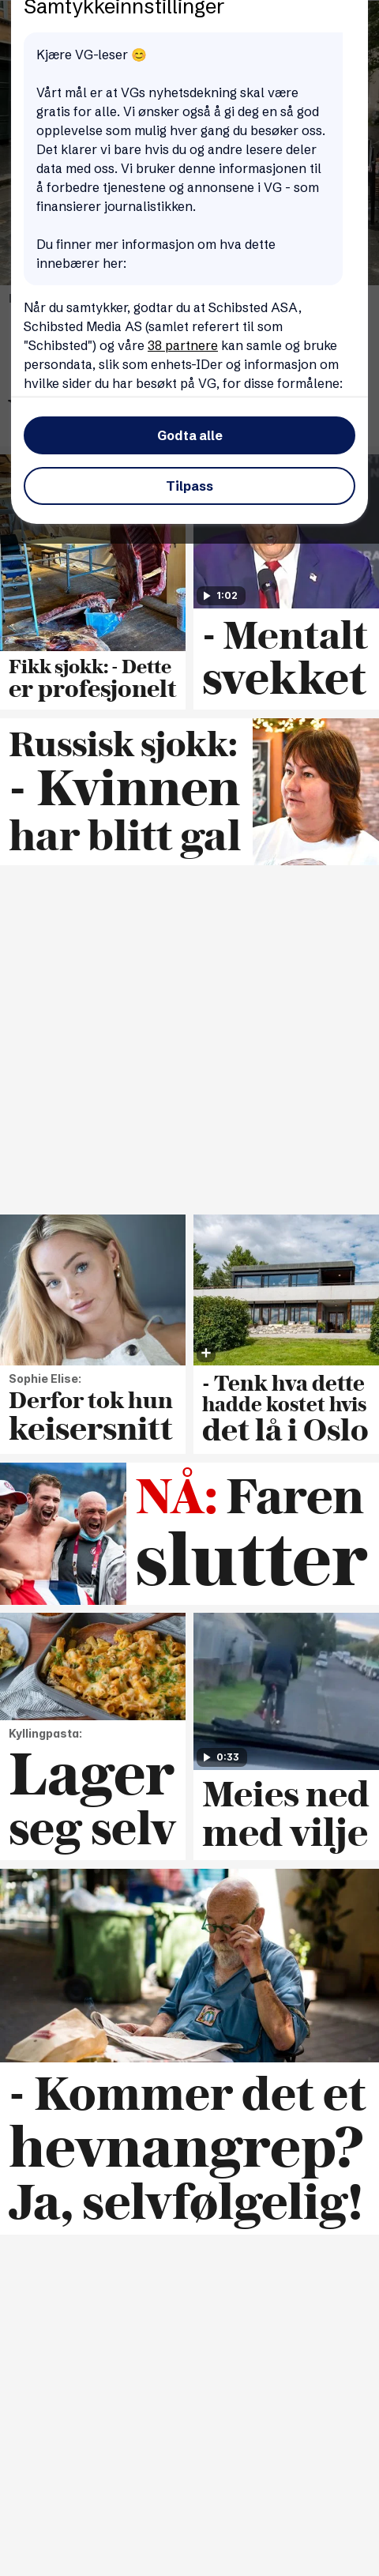 Samtykkeinnstillinger
Kjære VG-leser 😊
Vårt mål er at VGs nyhetsdekning skal være
gratis for alle. Vi ønsker også å gi deg en så god
opplevelse som mulig hver gang du besøker oss.
Det klarer vi bare hvis du og andre lesere deler
data med oss. Vi bruker denne informasjonen til
å forbedre tjenestene og annonsene i VG - som
finansierer journalistikken.
Du finner mer informasjon om hva dette
innebærer her:
Når du samtykker, godtar du at Schibsted ASA,
Schibsted Media AS (samlet referert til som
"Schibsted") og våre 38 partnere kan samle og bruke
persondata, slik som enhets-IDer og informasjon om
hvilke sider du har besøkt på VG, for disse formålene:
Godta alle
Tilpass
Fikk sjokk: - Dette
er profesjonelt
1:02
- Mentalt
svekket
Russisk sjokk:
- Kvinnen
har blitt gal
Sophie Elise:
Derfor tok hun
keisersnitt
- Tenk hva dette
hadde kostet hvis
det lå i Oslo
NÅ: Faren
slutter
Kyllingpasta:
Lager
seg selv
0:33
Meies ned
med vilje
- Kommer det et
hevnangrep?
Ja, selvfølgelig!